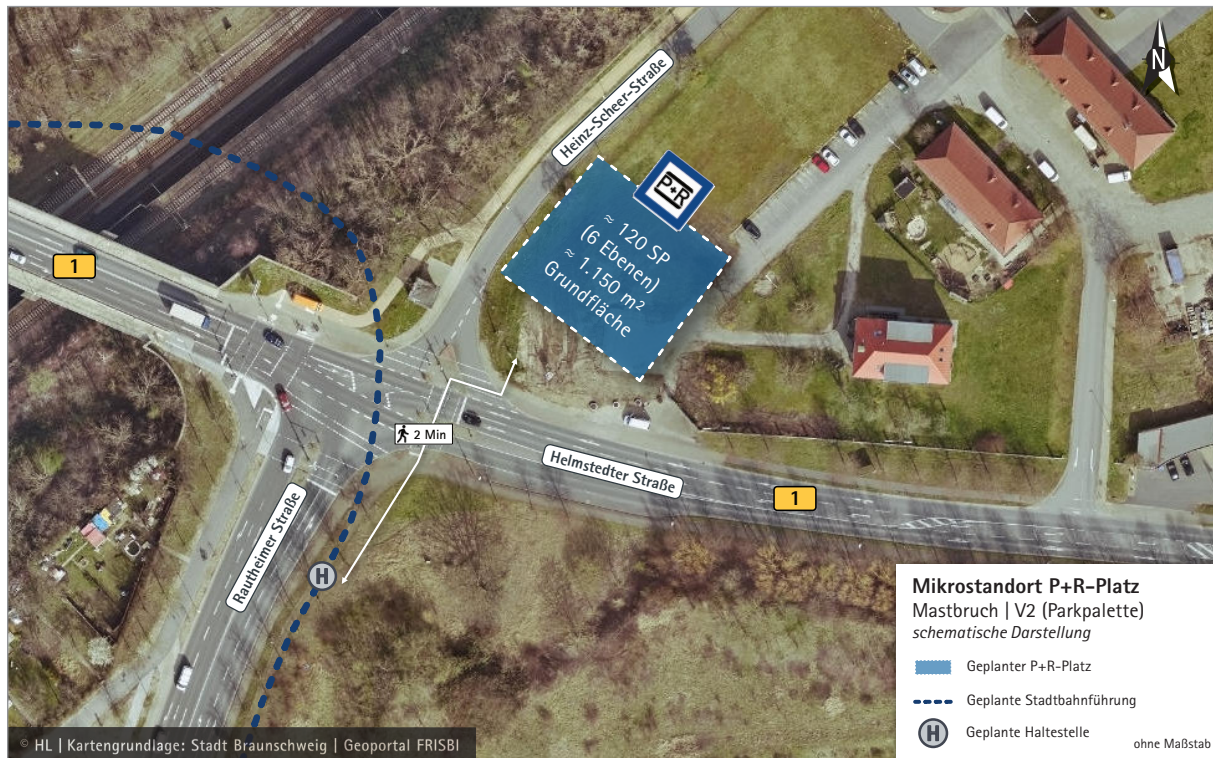 Heinz-Scheer-Straße
N
P+R
≈ 120 SP
(6 Ebenen)
≈ 1.150 m²
Grundfläche
1
2 Min
Helmstedter Straße
1
Rautheimer Straße
H
Mikrostandort P+R-Platz
Mastbruch | V2 (Parkpalette)
schematische Darstellung
Geplanter P+R-Platz
Geplante Stadtbahnführung
H Geplante Haltestelle
ohne Maßstab
© HL | Kartengrundlage: Stadt Braunschweig | Geoportal FRISBI